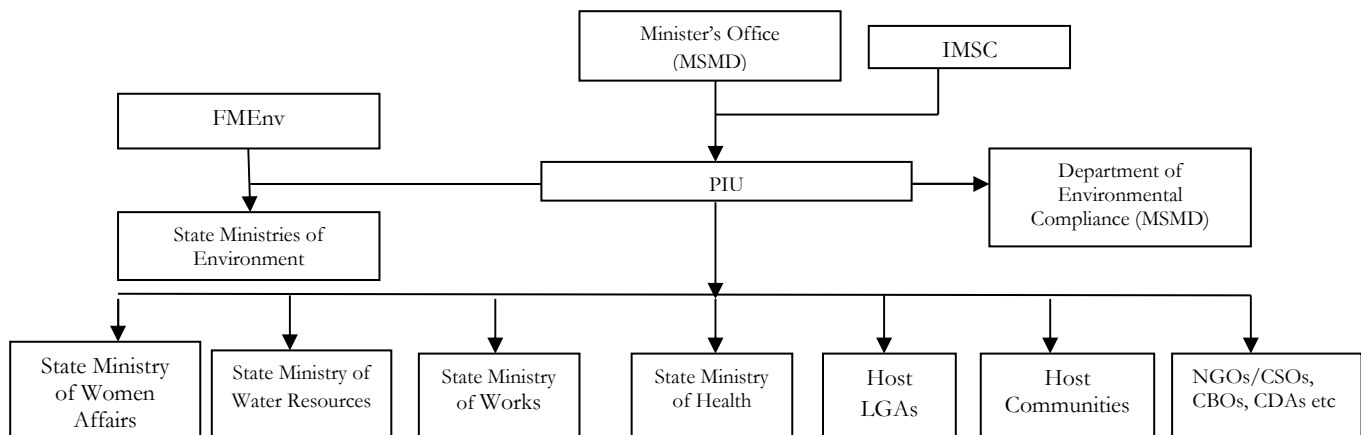 Minister’s Office
(MSMD)
IMSC
FMEnv
PIU
Department of
Environmental
Compliance (MSMD)
State Ministries of
Environment
State Ministry
of Women
Affairs
State Ministry of
Water Resources
State Ministry
of Works
State Ministry
of Health
Host
LGAs
Host
Communities
NGOs/CSOs,
CBOs, CDAs etc